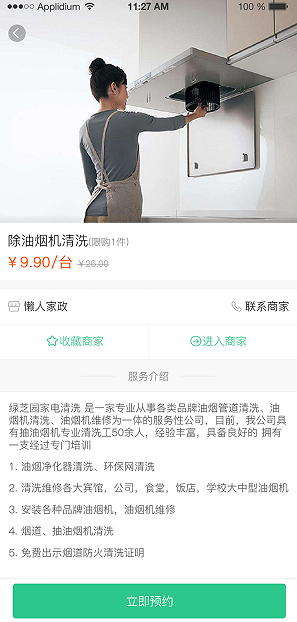 Applidium 11:27 AM 100 %
除油烟机清洗(限购1件)
￥9.90/台 ￥26.00
懒人家政 联系商家
收藏商家 进入商家
服务介绍
绿芝园家电清洗 是一家专业从事各类品牌油烟管道清洗、油
烟机清洗、油烟机维修为一体的服务性公司，目前，我公司具
有抽油烟机专业清洗工50余人，经验丰富，具备良好的 拥有
一支经过专门培训
1. 油烟净化器清洗、环保网清洗
2. 清洗维修各大宾馆，公司，食堂，饭店，学校大中型油烟机
3. 安装各种品牌油烟机，油烟机维修
4. 烟道、抽油烟机清洗
5. 免费出示烟道防火清洗证明
立即预约